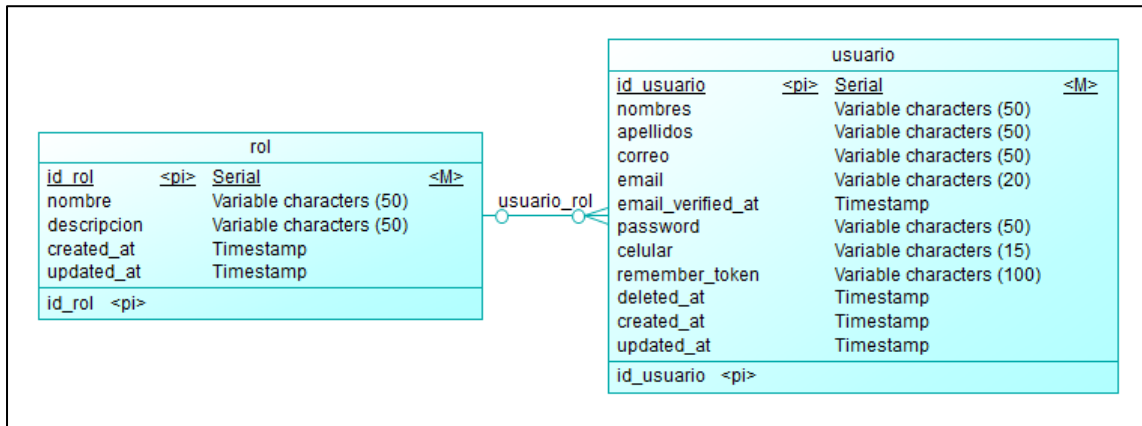 rol
id_rol <pi> Serial <M>
nombre Variable characters (50)
descripcion Variable characters (50)
created_at Timestamp
updated_at Timestamp
id_rol <pi>
usuario_rol
usuario
id_usuario <pi> Serial <M>
nombres Variable characters (50)
apellidos Variable characters (50)
correo Variable characters (50)
email Variable characters (20)
email_verified_at Timestamp
password Variable characters (50)
celular Variable characters (15)
remember_token Variable characters (100)
deleted_at Timestamp
created_at Timestamp
updated_at Timestamp
id_usuario <pi>